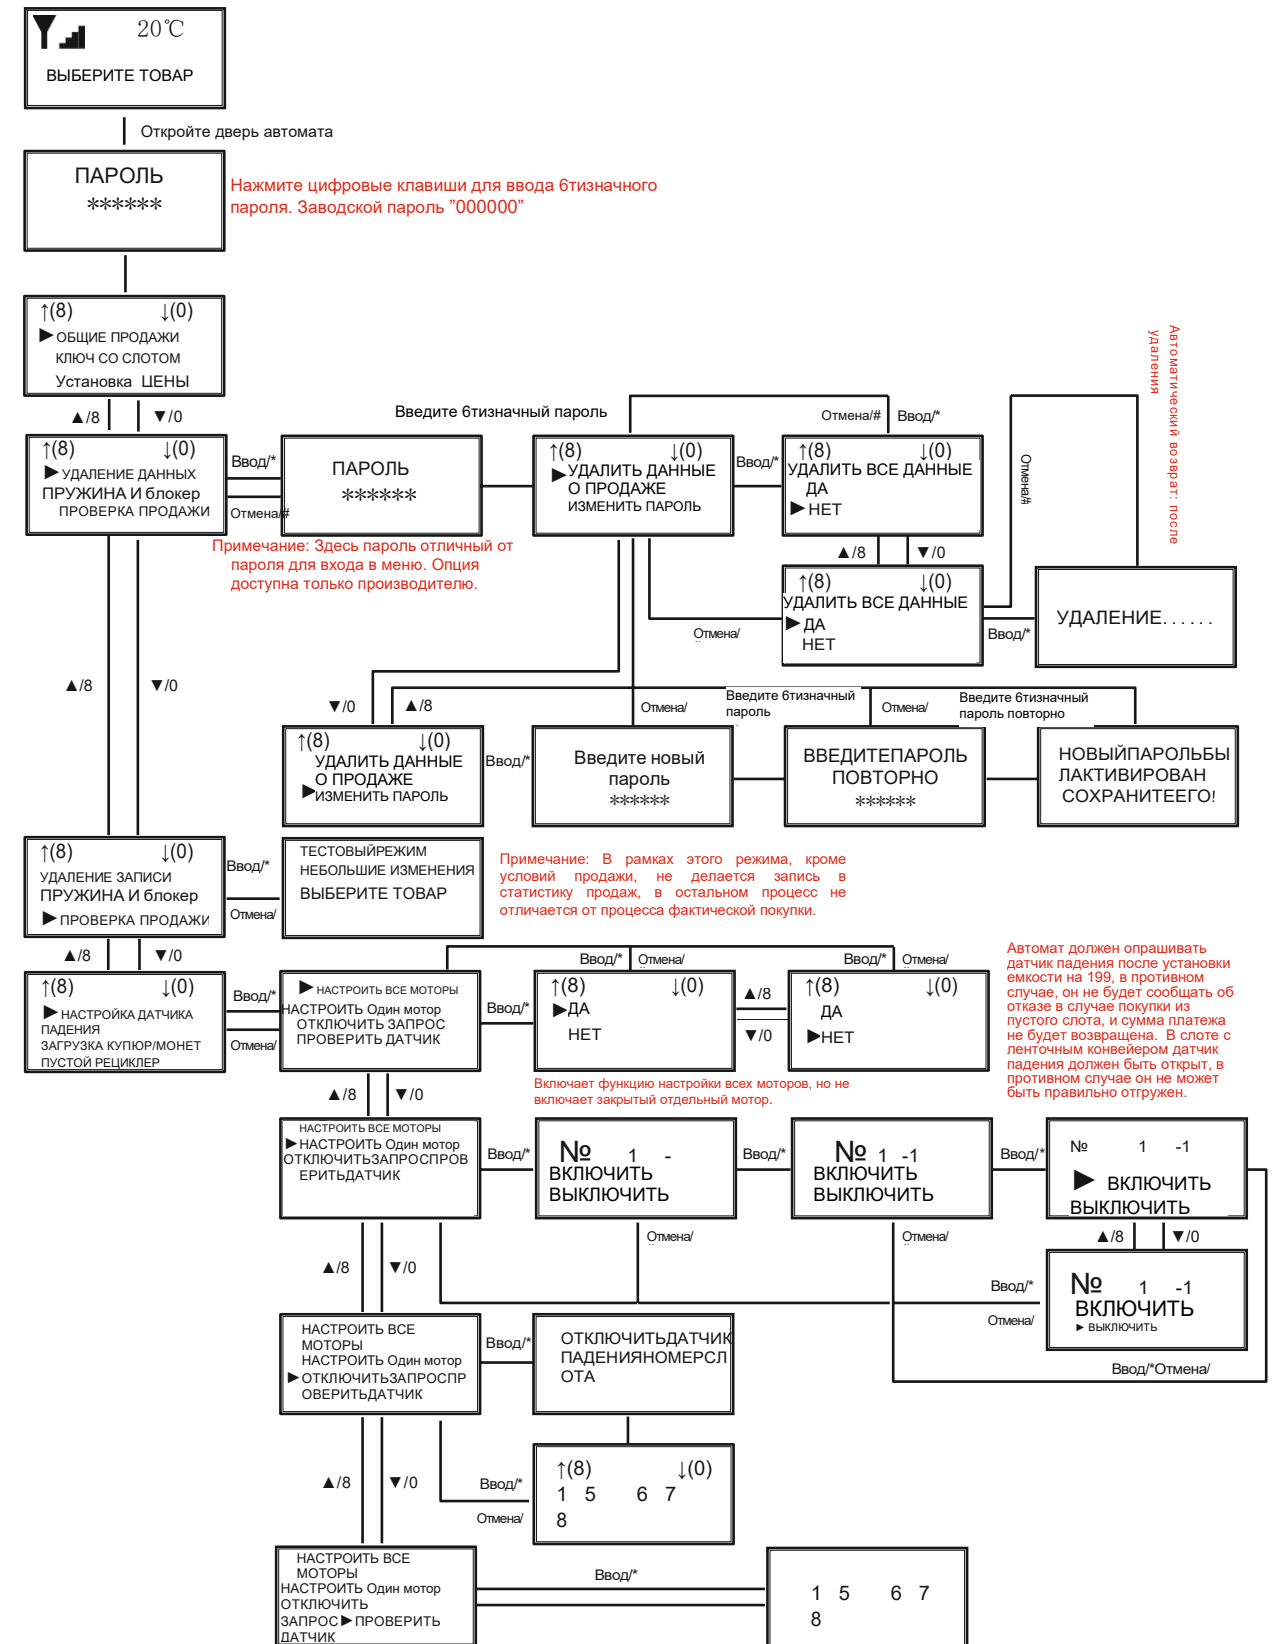 20℃
ВЫБЕРИТЕ ТОВАР
Откройте дверь автомата
ПАРОЛЬ
******
Нажмите цифровые клавиши для ввода 6тизначного
пароля. Заводской пароль "000000"
↑(8) ↓(0)
►ОБЩИЕ ПРОДАЖИ
КЛЮЧ СО СЛОТОМ
Установка ЦЕНЫ
▲/8 ▼/0
↑(8) ↓(0)
►УДАЛЕНИЕ ДАННЫХ
ПРУЖИНА И блокер
ПРОВЕРКА ПРОДАЖИ
Ввод/*
Отмена/#
ПАРОЛЬ
******
Введите 6тизначный пароль
Примечание: Здесь пароль отличный от
пароля для входа в меню. Опция
доступна только производителю.
↑(8) ↓(0)
►УДАЛИТЬ ДАННЫЕ
О ПРОДАЖЕ
ИЗМЕНИТЬ ПАРОЛЬ
Отмена/# Ввод/*
Ввод/*
↑(8) ↓(0)
УДАЛИТЬ ВСЕ ДАННЫЕ
ДА
►НЕТ
▲/8 ▼/0
↑(8) ↓(0)
УДАЛИТЬ ВСЕ ДАННЫЕ
►ДА
НЕТ
Отмена/
Отмена/#
Автоматический возврат: после
удаления
Ввод/*
УДАЛЕНИЕ......
▲/8 ▼/0
▼/0 ▲/8
↑(8) ↓(0)
УДАЛИТЬ ДАННЫЕ
О ПРОДАЖЕ
►ИЗМЕНИТЬ ПАРОЛЬ
Ввод/*
Отмена/
Введите 6тизначный
пароль
Отмена/
Введите 6тизначный
пароль повторно
Введите новый
пароль
******
ВВЕДИТЕПАРОЛЬ
ПОВТОРНО
******
НОВЫЙПАРОЛЬБЫ
ЛАКТИВИРОВАН
СОХРАНИТЕЕГО!
↑(8) ↓(0)
УДАЛЕНИЕ ЗАПИСИ
ПРУЖИНА И блокер
►ПРОВЕРКА ПРОДАЖИ
Ввод/*
Отмена/
ТЕСТОВЫЙРЕЖИМ
НЕБОЛЬШИЕ ИЗМЕНЕНИЯ
ВЫБЕРИТЕ ТОВАР
Примечание: В рамках этого режима, кроме
условий продажи, не делается запись в
статистику продаж, в остальном процесс не
отличается от процесса фактической покупки.
▲/8 ▼/0
↑(8) ↓(0)
►НАСТРОЙКА ДАТЧИКА
ПАДЕНИЯ
ЗАГРУЗКА КУПЮР/МОНЕТ
ПУСТОЙ РЕЦИКЛЕР
Ввод/*
Отмена/
►НАСТРОИТЬ ВСЕ МОТОРЫ
НАСТРОИТЬ Один мотор
ОТКЛЮЧИТЬ ЗАПРОС
ПРОВЕРИТЬ ДАТЧИК
Ввод/*
Ввод/* Отмена/
↑(8) ↓(0)
►ДА
НЕТ
▲/8
▼/0
Ввод/* Отмена/
↑(8) ↓(0)
ДА
►НЕТ
Включает функцию настройки всех моторов, но не
включает закрытый отдельный мотор.
Автомат должен опрашивать
датчик падения после установки
емкости на 199, в противном
случае, он не будет сообщать об
отказе в случае покупки из
пустого слота, и сумма платежа
не будет возвращена. В слоте с
ленточным конвейером датчик
падения должен быть открыт, в
противном случае он не может
быть правильно отгружен.
▲/8 ▼/0
НАСТРОИТЬ ВСЕ МОТОРЫ
►НАСТРОИТЬ Один мотор
ОТКЛЮЧИТЬЗАПРОСПРОВ
ЕРИТЬДАТЧИК
Ввод/*
№ 1 -
ВКЛЮЧИТЬ
ВЫКЛЮЧИТЬ
Ввод/*
№ 1 -1
ВКЛЮЧИТЬ
ВЫКЛЮЧИТЬ
Ввод/*
№ 1 -1
► ВКЛЮЧИТЬ
ВЫКЛЮЧИТЬ
Отмена/
Отмена/
▲/8 ▼/0
▲/8 ▼/0
Ввод/*
Отмена/
№ 1 -1
ВКЛЮЧИТЬ
► ВЫКЛЮЧИТЬ
Ввод/*Отмена/
НАСТРОИТЬ ВСЕ
МОТОРЫ
НАСТРОИТЬ Один мотор
►ОТКЛЮЧИТЬЗАПРОСПР
ОВЕРИТЬДАТЧИК
Ввод/*
ОТКЛЮЧИТЬДАТЧИК
ПАДЕНИЯНОМЕРСЛ
ОТА
▲/8 ▼/0
Ввод/*
Отмена/
↑(8) ↓(0)
1 5 6 7
8
НАСТРОИТЬ ВСЕ
МОТОРЫ
НАСТРОИТЬ Один мотор
ОТКЛЮЧИТЬ
ЗАПРОС►ПРОВЕРИТЬ
ДАТЧИК
Ввод/*
1 5 6 7
8